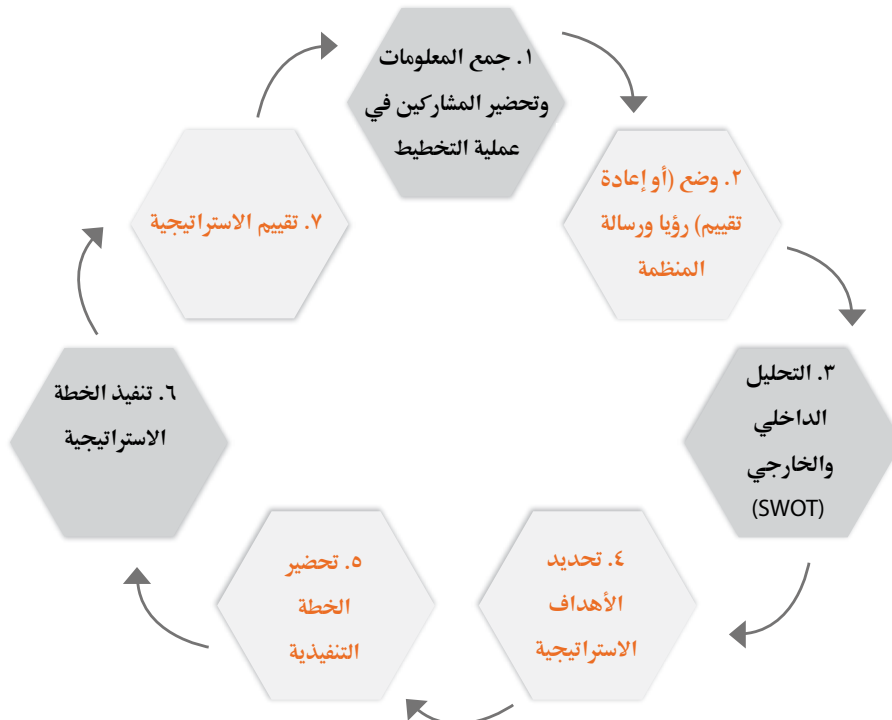 ١. جمع المعلومات
وتحضير المشاركين في
عملية التخطيط
٢. وضع (أو إعادة
تقييم) رؤيا ورسالة
المنظمة
٣. التحليل
الداخلي
والخارجي
(SWOT)
٤. تحديد
الأهداف
الاستراتيجية
٥. تحضير
الخطة
التنفيذية
٦. تنفيذ الخطة
الاستراتيجية
٧. تقييم الاستراتيجية